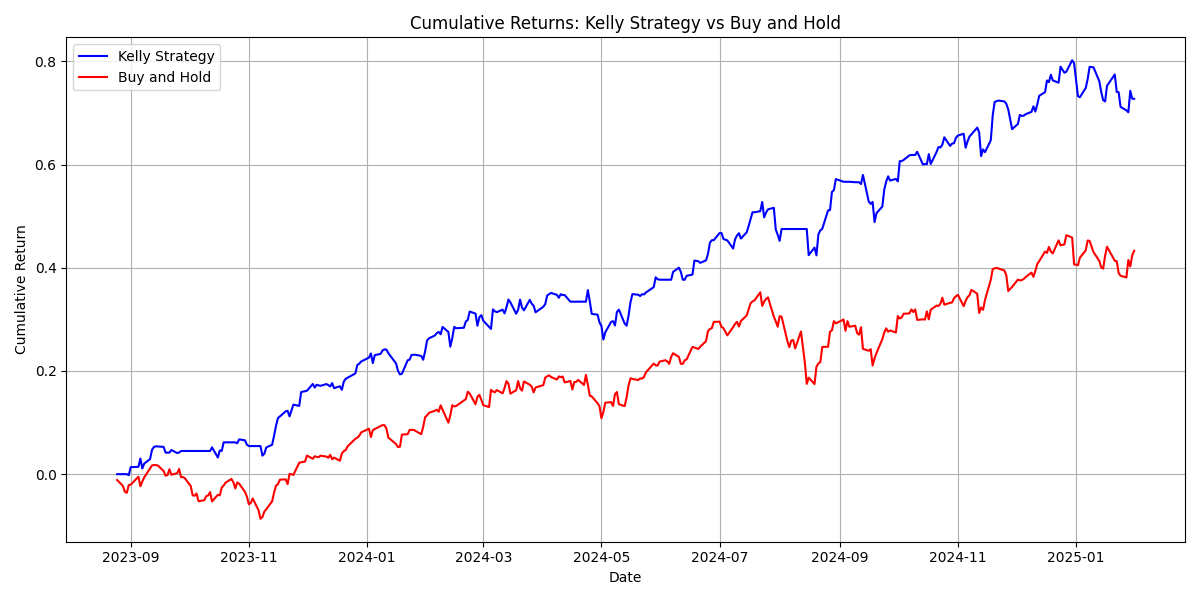 Cumulative Returns: Kelly Strategy vs Buy and Hold
Kelly Strategy
Buy and Hold
Cumulative Return
0.8
0.6
0.4
0.2
0.0
2023-09 2023-11 2024-01 2024-03 2024-05 2024-07 2024-09 2024-11 2025-01
Date